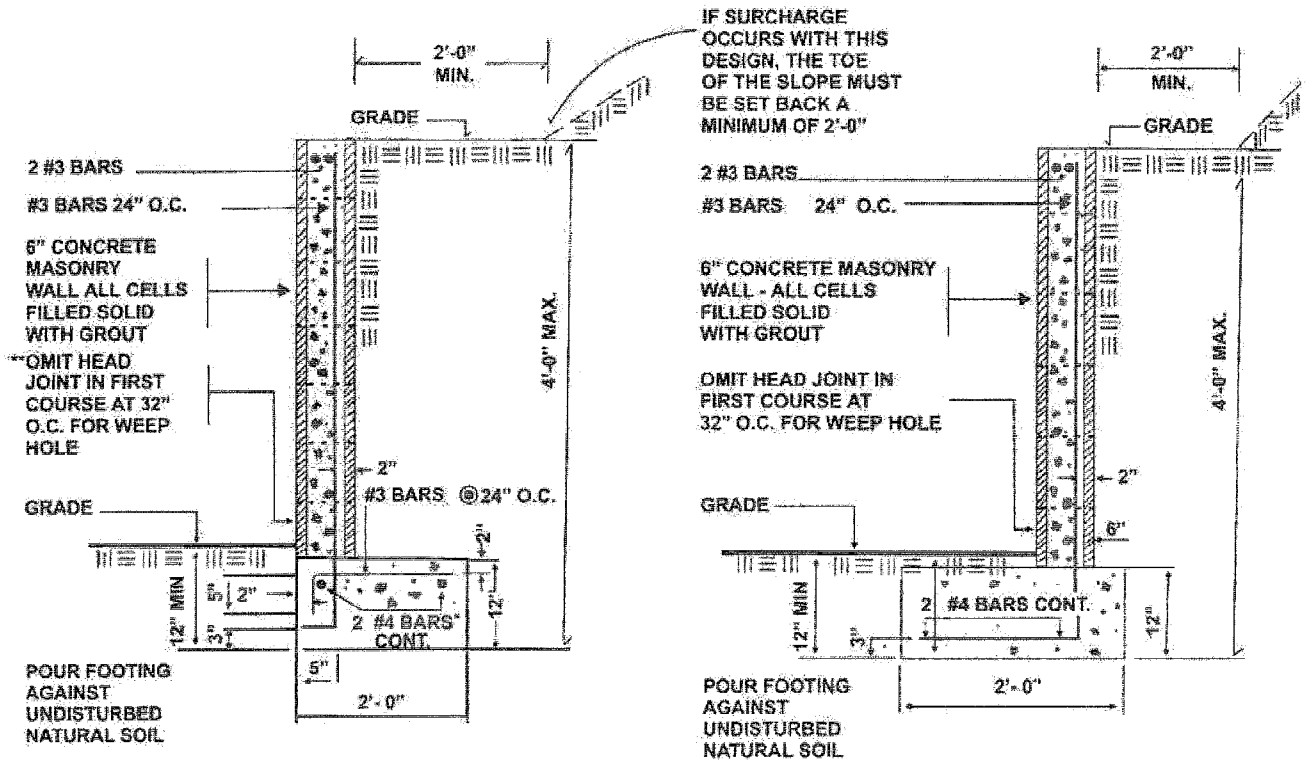 2'-0"
MIN.
IF SURCHARGE
OCCURS WITH THIS
DESIGN, THE TOE
OF THE SLOPE MUST
BE SET BACK A
MINIMUM OF 2'-0"
GRADE
2 #3 BARS
#3 BARS 24" O.C.
6" CONCRETE
MASONRY
WALL ALL CELLS
FILLED SOLID
WITH GROUT
**OMIT HEAD
JOINT IN FIRST
COURSE AT 32"
O.C. FOR WEEP
HOLE
4'-0" MAX.
2"
#3 BARS @ 24" O.C.
GRADE
2"
12" MIN
5"
2"
3"
12"
2 #4 BARS"
CONT.
5"
2'-0"
POUR FOOTING
AGAINST
UNDISTURBED
NATURAL SOIL
2'-0"
MIN.
GRADE
2 #3 BARS
#3 BARS 24" O.C.
6" CONCRETE MASONRY
WALL - ALL CELLS
FILLED SOLID
WITH GROUT
OMIT HEAD JOINT IN
FIRST COURSE AT
32" O.C. FOR WEEP HOLE
4'-0" MAX.
2"
GRADE
6"
12" MIN
3"
2 #4 BARS CONT.
12"
2'-0"
POUR FOOTING
AGAINST
UNDISTURBED
NATURAL SOIL